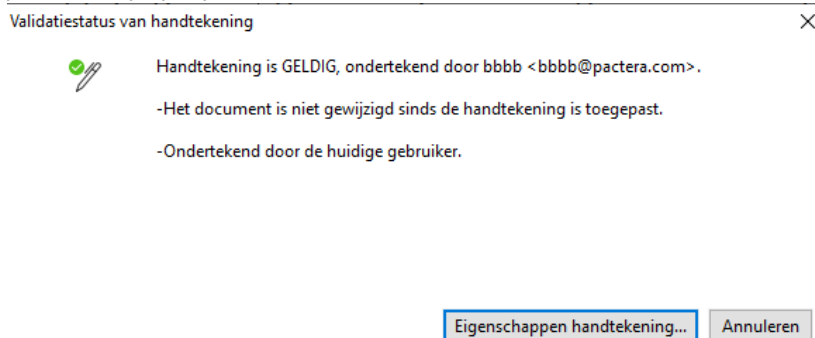 Validatiestatus van handtekening
Handtekening is GELDIG, ondertekend door bbbb <bbbb@pactera.com>.
-Het document is niet gewijzigd sinds de handtekening is toegepast.
-Ondertekend door de huidige gebruiker.
Eigenschappen handtekening... Annuleren